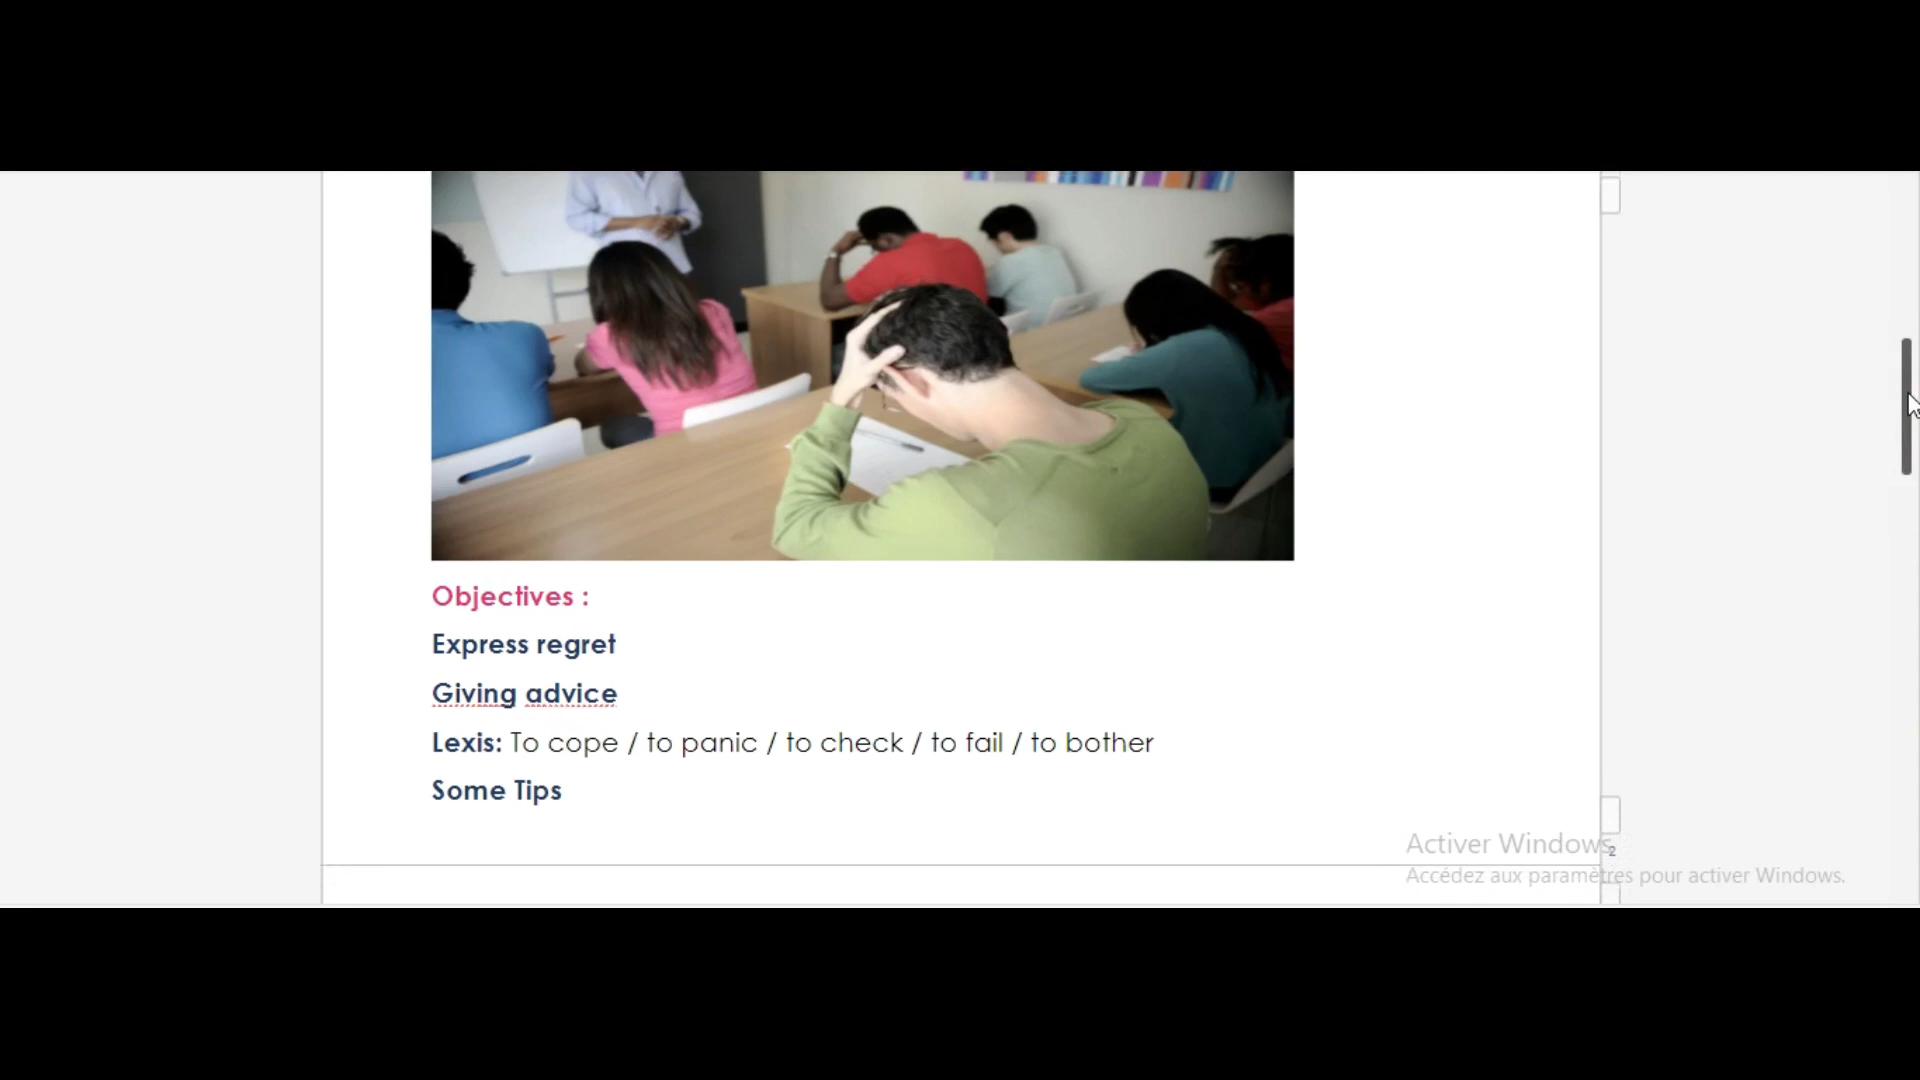 Objectives :
Express regret
Giving advice
Lexis: To cope / to panic / to check / to fail / to bother
Some Tips
Activer Windows
2
Accédez aux paramètres pour activer Windows.